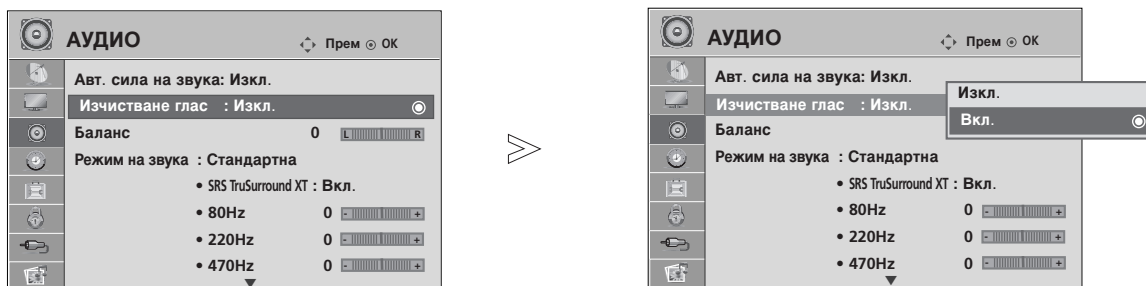 АУДИО
Прем ⊙ ОК
Авт. сила на звука: Изкл.
Изчистване глас : Изкл.
Баланс 0 L R
Режим на звука : Стандартна
• SRS TruSurround XT : Вкл.
• 80Hz 0 - +
• 220Hz 0 - +
• 470Hz 0 - +
АУДИО
Прем ⊙ ОК
Авт. сила на звука: Изкл.
Изчистване глас : Изкл.
Изкл.
Вкл.
Баланс
Режим на звука : Стандартна
• SRS TruSurround XT : Вкл.
• 80Hz 0 - +
• 220Hz 0 - +
• 470Hz 0 - +